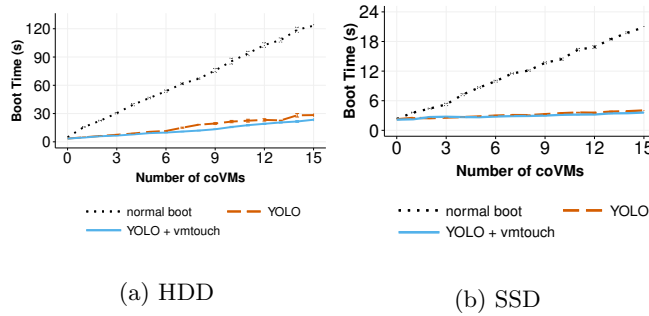 Boot Time (s)
120
90
60
30
0
0 3 6 9 12 15
Number of coVMs
normal boot YOLO
YOLO + vmtouch
(a) HDD
Boot Time (s)
24
18
12
6
0
0 3 6 9 12 15
Number of coVMs
normal boot YOLO
YOLO + vmtouch
(b) SSD